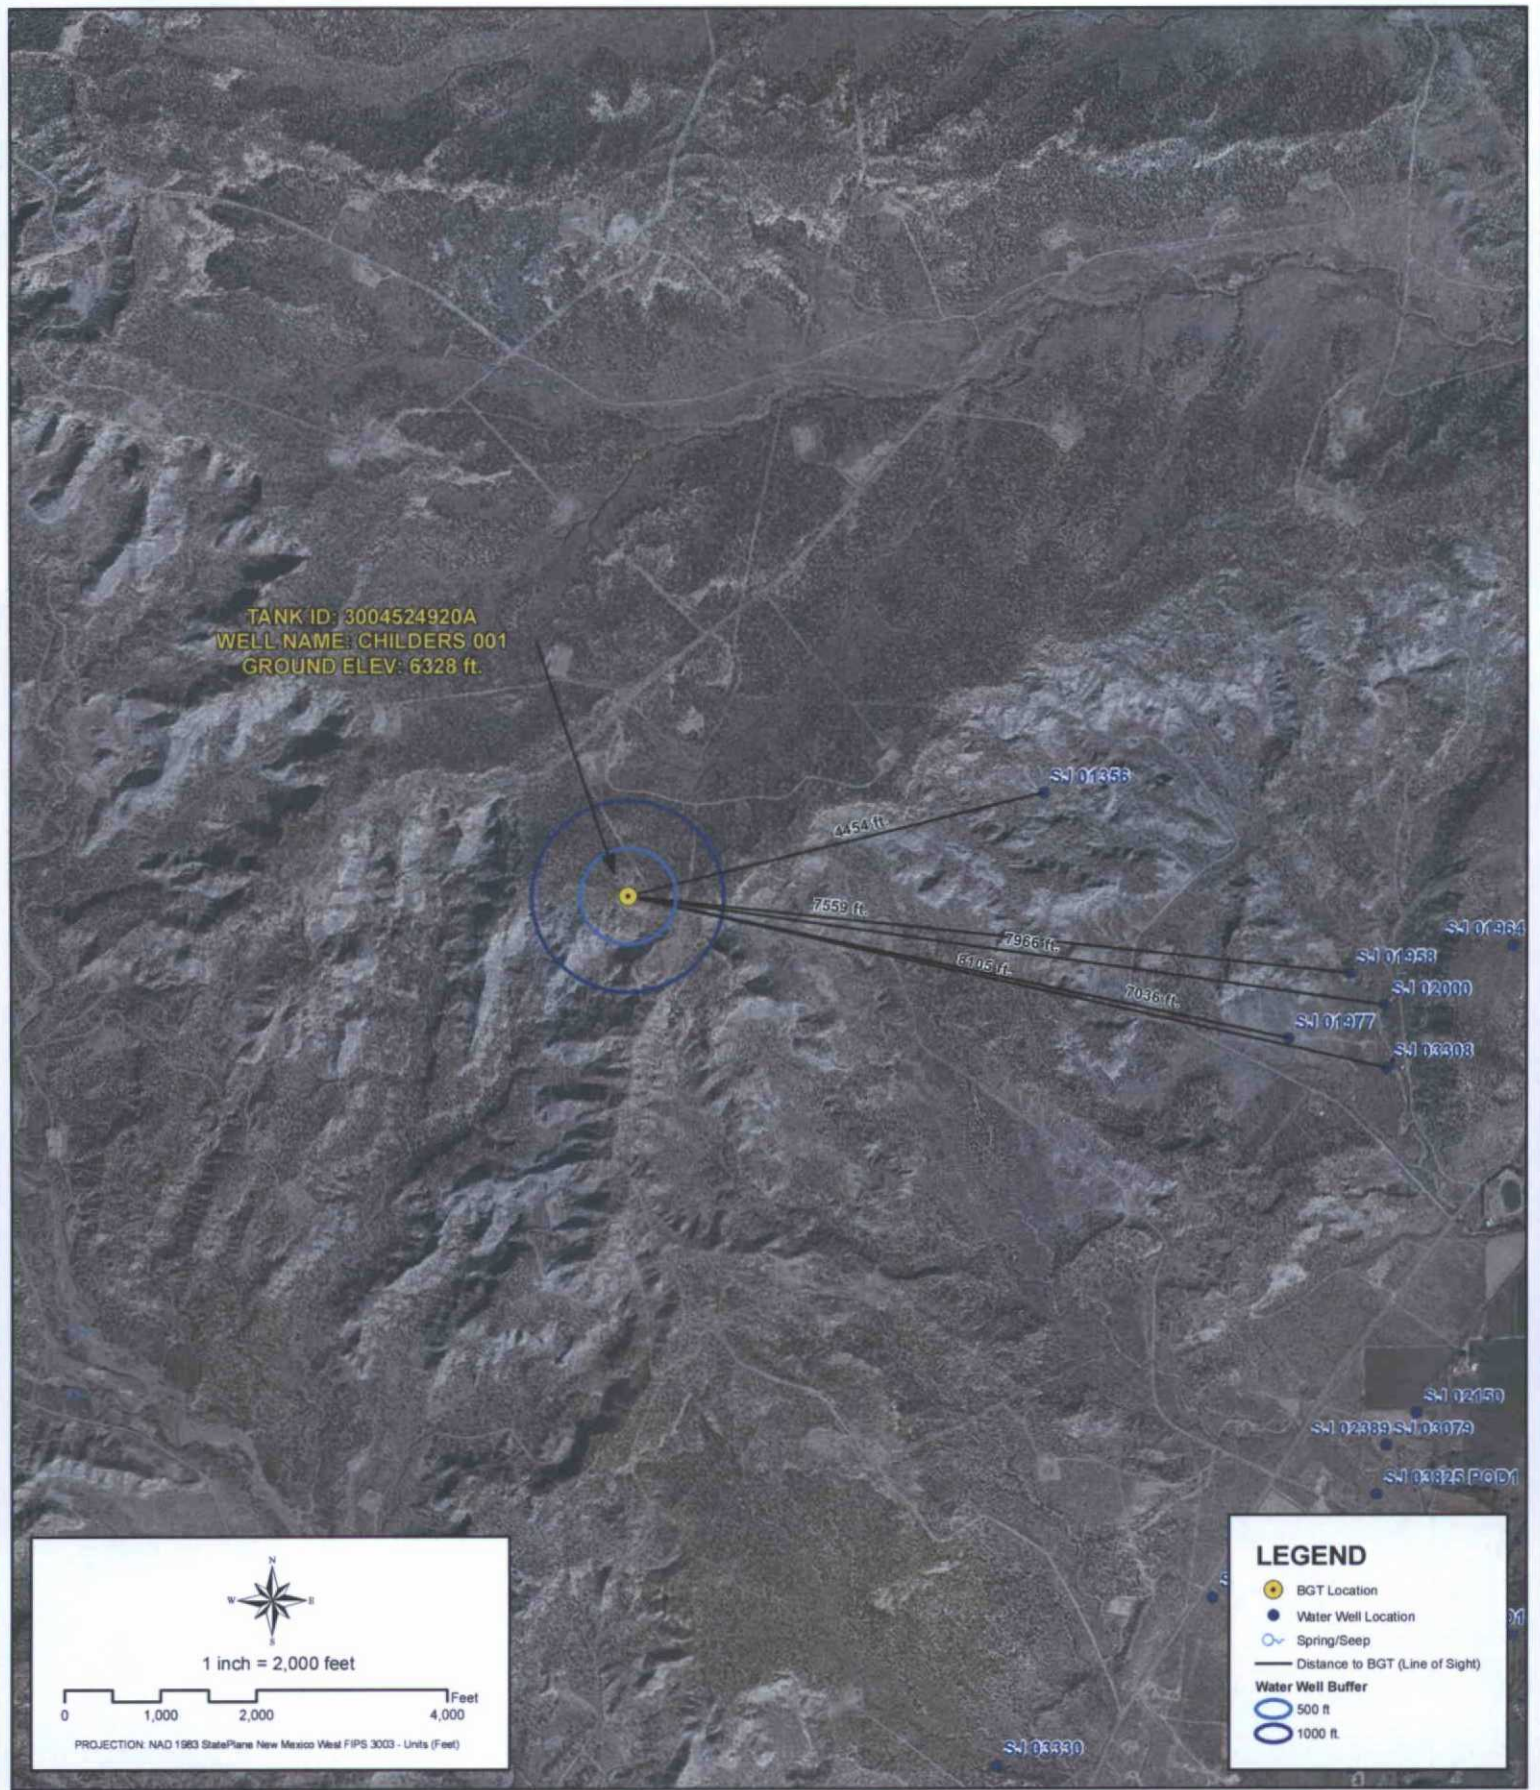 TANK ID: 3004524920A
WELL NAME: CHILDERS 001
GROUND ELEV: 6328 ft.
SJ 01356
4454 ft.
7559 ft.
SJ 01964
7966 ft.
SJ 01958
8105 ft.
SJ 02000
7036 ft.
SJ 01977
SJ 03308
SJ 02150
SJ 02389 SJ 03079
SJ 03825 POD1
SJ 03330
N
W E
S
1 inch = 2,000 feet
Feet
0 1,000 2,000 4,000
PROJECTION: NAD 1983 StatePlane New Mexico West FIPS 3003 - Units (Feet)
LEGEND
BGT Location
Water Well Location
Spring/Seep
Distance to BGT (Line of Sight)
Water Well Buffer
500 ft
1000 ft.